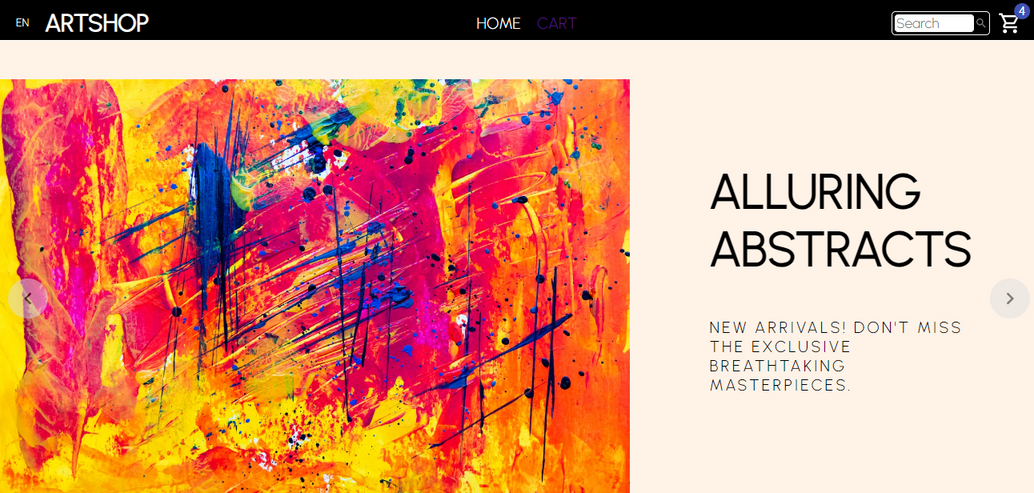 EN ARTSHOP HOME CART Search 4
ALLURING
ABSTRACTS
NEW ARRIVALS! DON'T MISS
THE EXCLUSIVE
BREATHTAKING
MASTERPIECES.